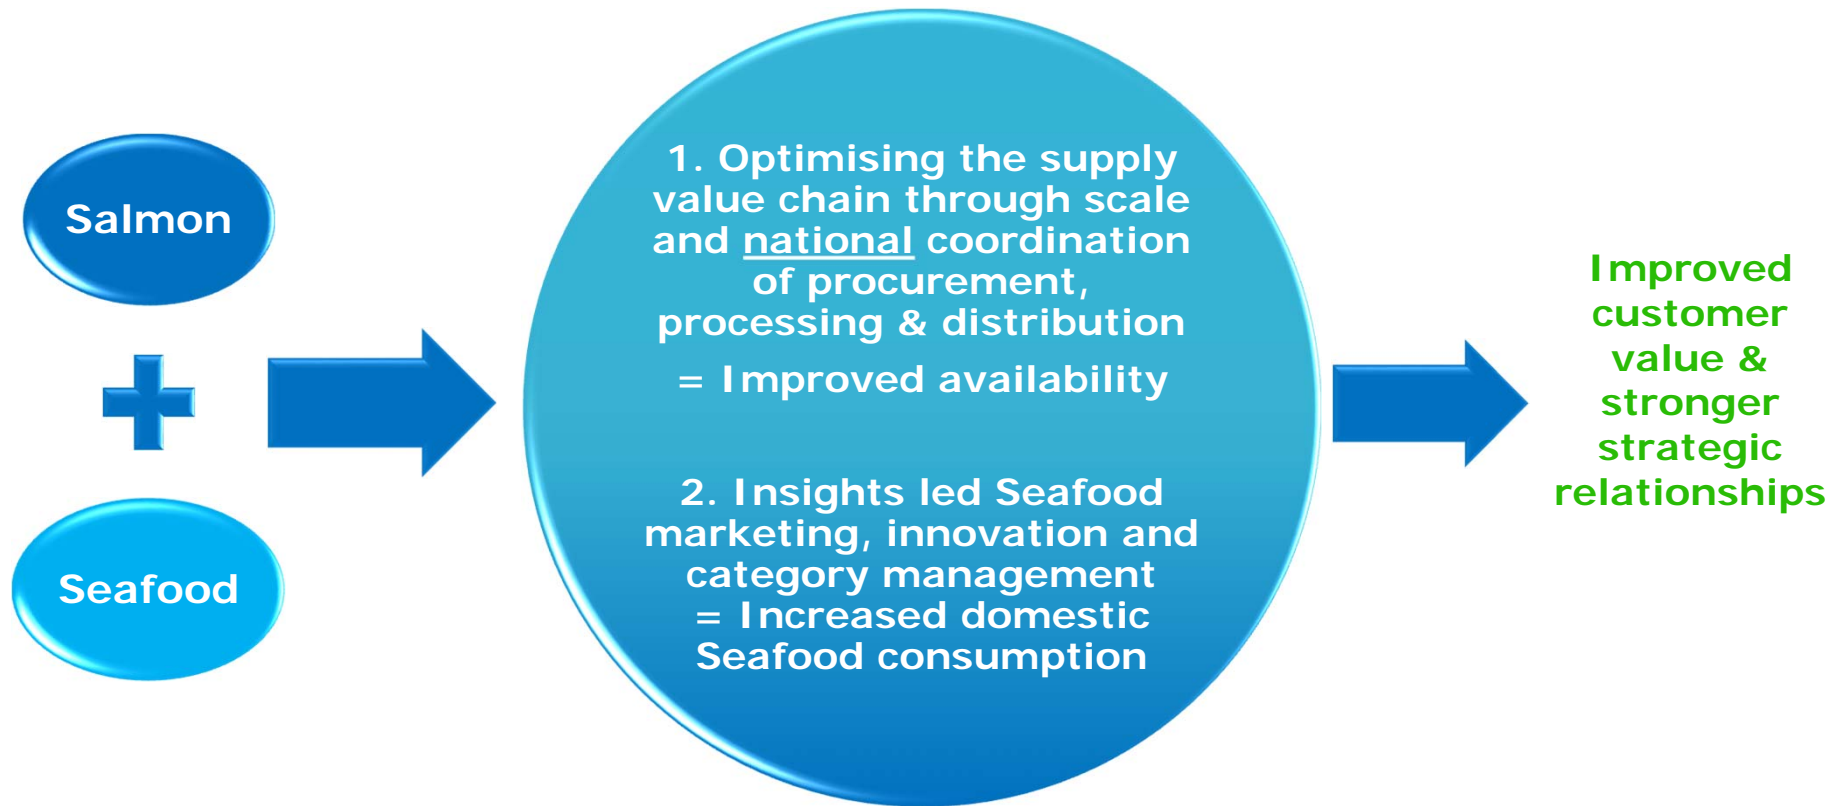 Salmon
Seafood
1. Optimising the supply
value chain through scale
and national coordination
of procurement,
processing & distribution
= Improved availability
2. Insights led Seafood
marketing, innovation and
category management
= Increased domestic
Seafood consumption
Improved
customer
value &
stronger
strategic
relationships